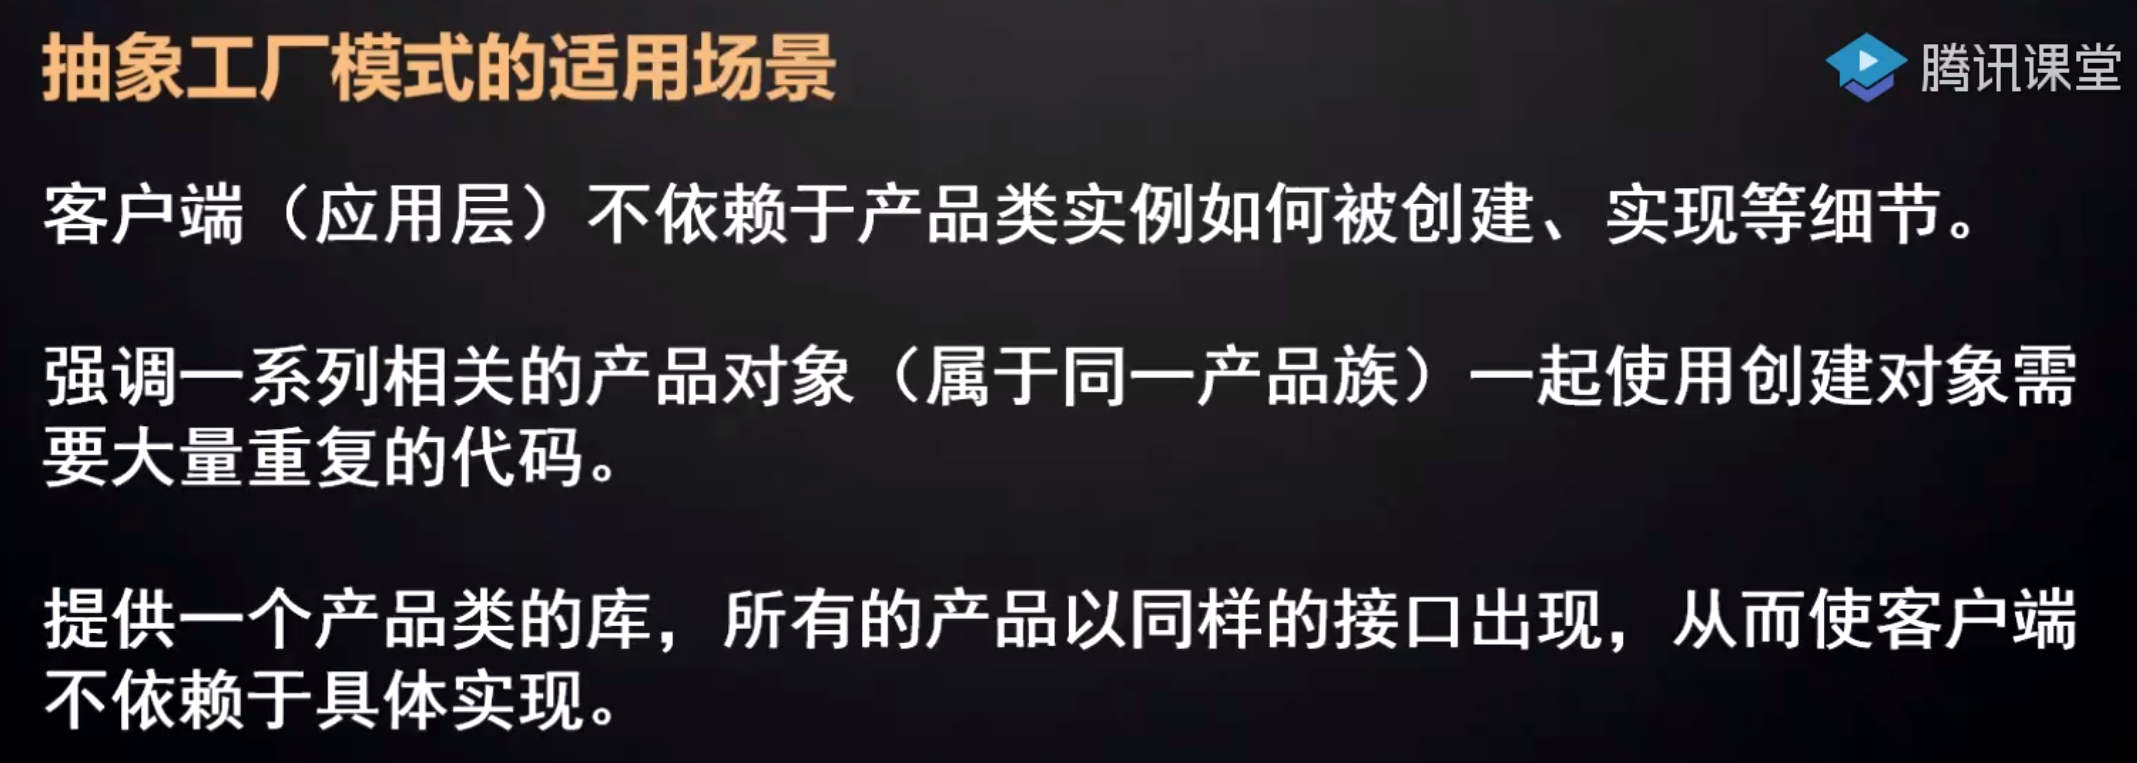 抽象工厂模式的适用场景
腾讯课堂
客户端（应用层）不依赖于产品类实例如何被创建、实现等细节。
强调一系列相关的产品对象（属于同一产品族）一起使用创建对象需
要大量重复的代码。
提供一个产品类的库，所有的产品以同样的接口出现，从而使客户端
不依赖于具体实现。